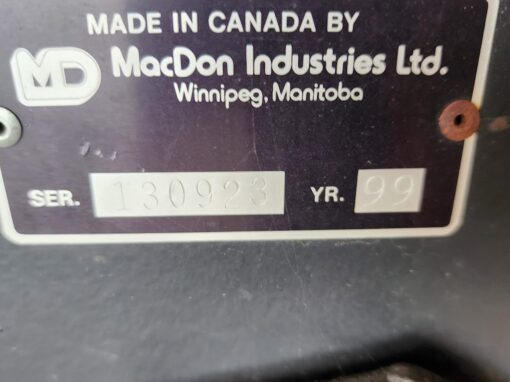 MADE IN CANADA BY
MD MacDon Industries Ltd.
Winnipeg, Manitoba
SER. 130923 YR. 99